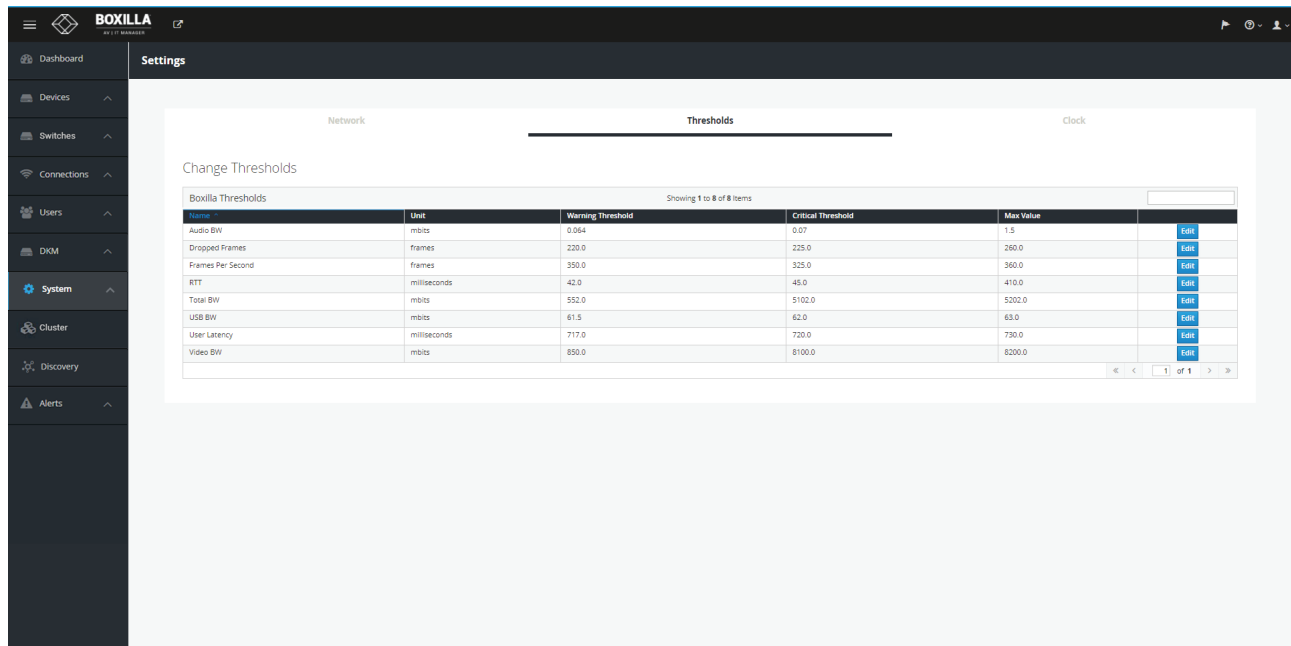 BOXILLA
AV | IT MANAGER
Dashboard
Settings
Devices
Switches
Connections
Users
DKM
System
Cluster
Discovery
Alerts
Network Thresholds Clock
Change Thresholds
Boxilla Thresholds Showing 1 to 8 of 8 Items
Name Unit Warning Threshold Critical Threshold Max Value
Audio BW mbits 0.064 0.07 1.5 Edit
Dropped Frames frames 220.0 225.0 260.0 Edit
Frames Per Second frames 350.0 325.0 360.0 Edit
RTT milliseconds 42.0 45.0 410.0 Edit
Total BW mbits 552.0 5102.0 5202.0 Edit
USB BW mbits 61.5 62.0 63.0 Edit
User Latency milliseconds 717.0 720.0 730.0 Edit
Video BW mbits 850.0 8100.0 8200.0 Edit
1 of 1